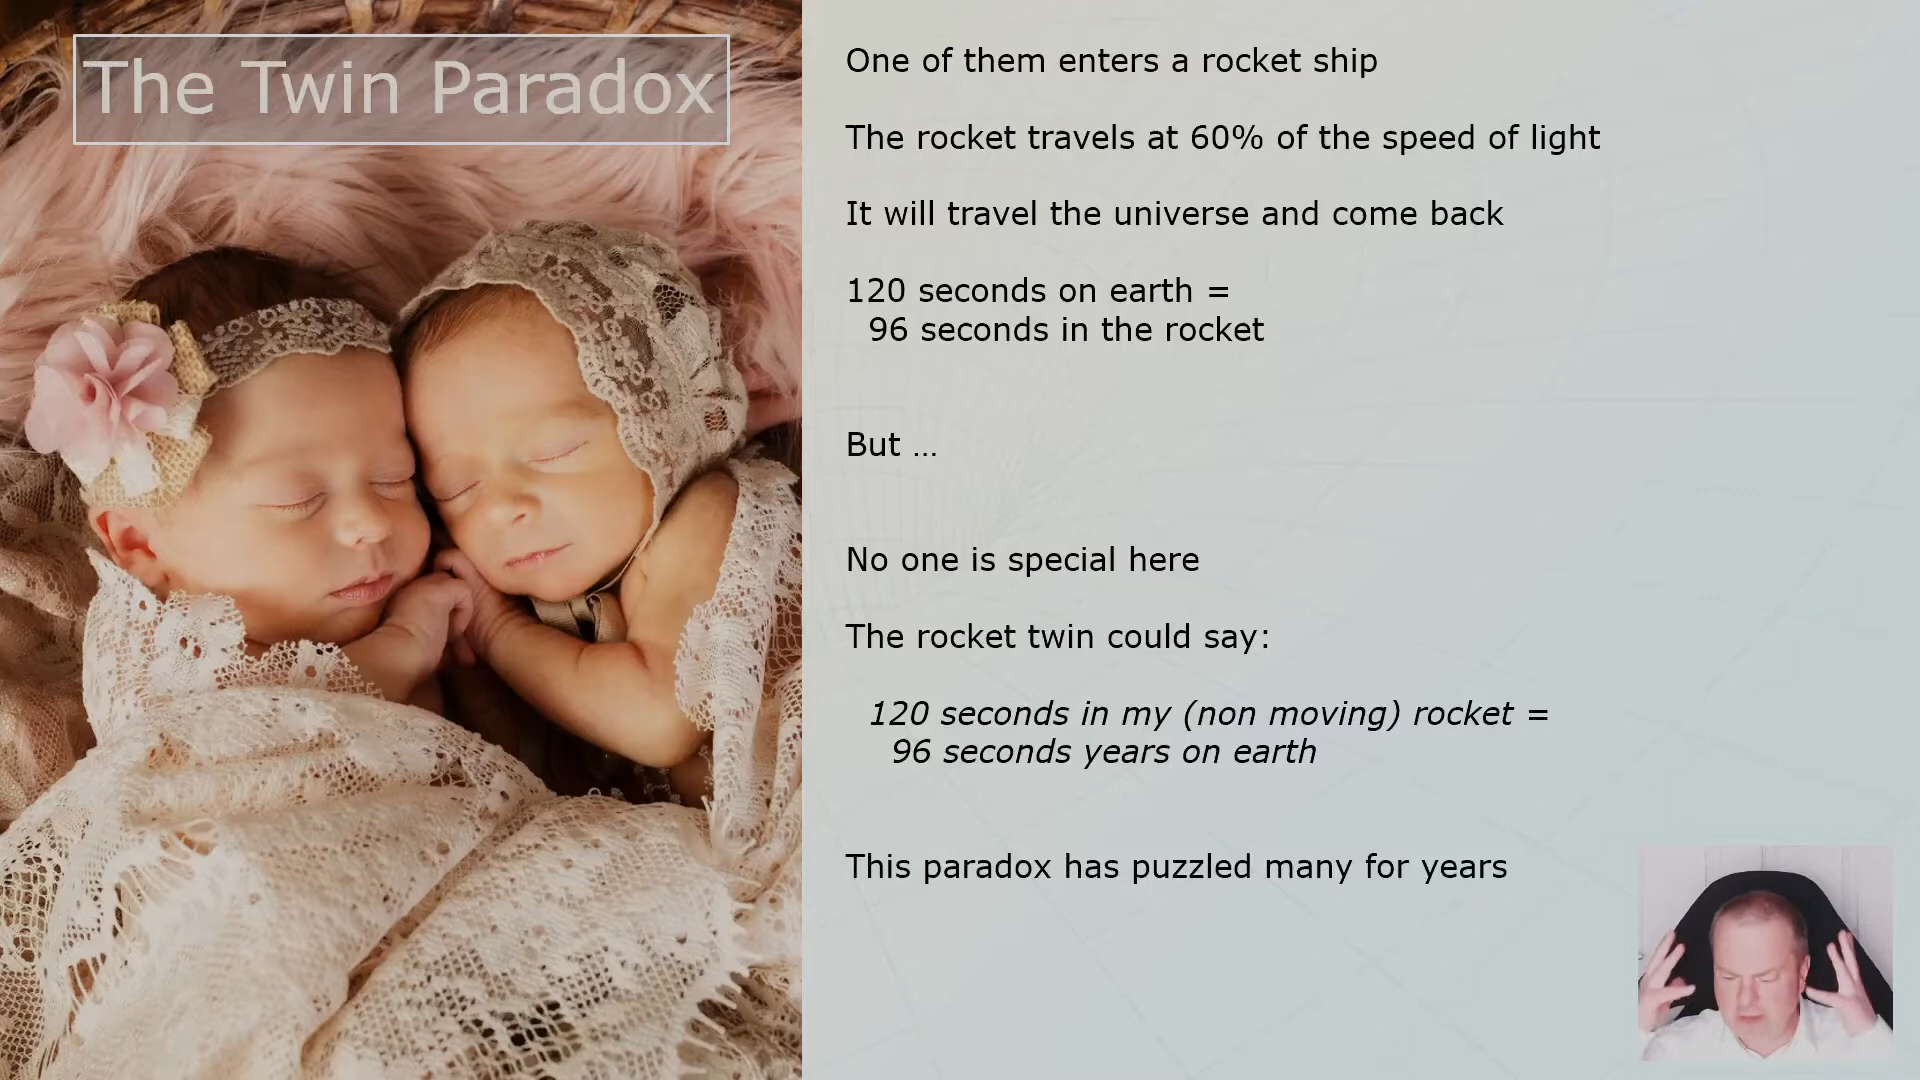 The Twin Paradox
One of them enters a rocket ship
The rocket travels at 60% of the speed of light
It will travel the universe and come back
120 seconds on earth =
96 seconds in the rocket
But ...
No one is special here
The rocket twin could say:
120 seconds in my (non moving) rocket =
96 seconds years on earth
This paradox has puzzled many for years